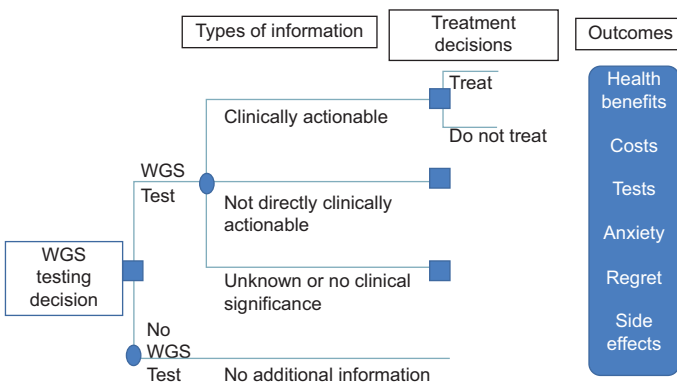 Types of information
Treatment
decisions
Outcomes
Treat
Clinically actionable
Do not treat
WGS
Test
Not directly clinically
actionable
WGS
testing
decision
Unknown or no clinical
significance
No
WGS
Test
No additional information
Health
benefits
Costs
Tests
Anxiety
Regret
Side
effects